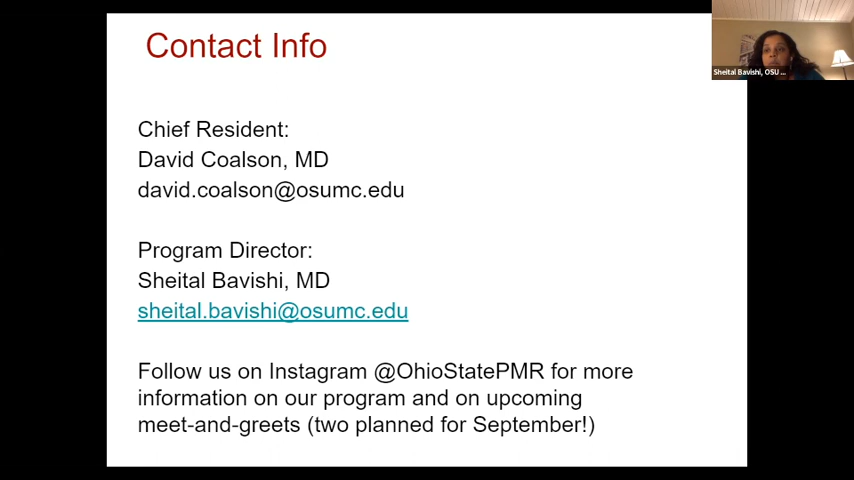 Contact Info
Sheital Bavishi, OSU ...
Chief Resident:
David Coalson, MD
david.coalson@osumc.edu
Program Director:
Sheital Bavishi, MD
sheital.bavishi@osumc.edu
Follow us on Instagram @OhioStatePMR for more
information on our program and on upcoming
meet-and-greets (two planned for September!)